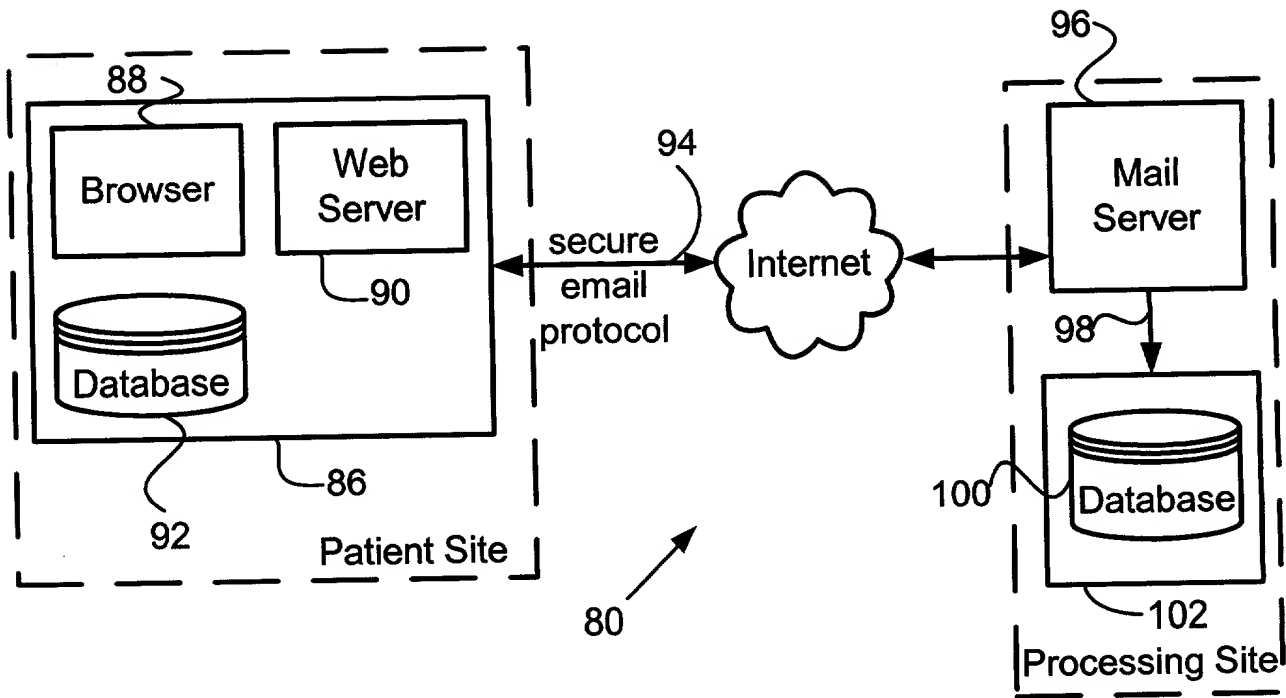 96
88
Browser
Web
Server
94
Mail
Server
secure
email
protocol
Internet
90
98
Database
86
92
Patient Site
100
Database
80
102
Processing Site